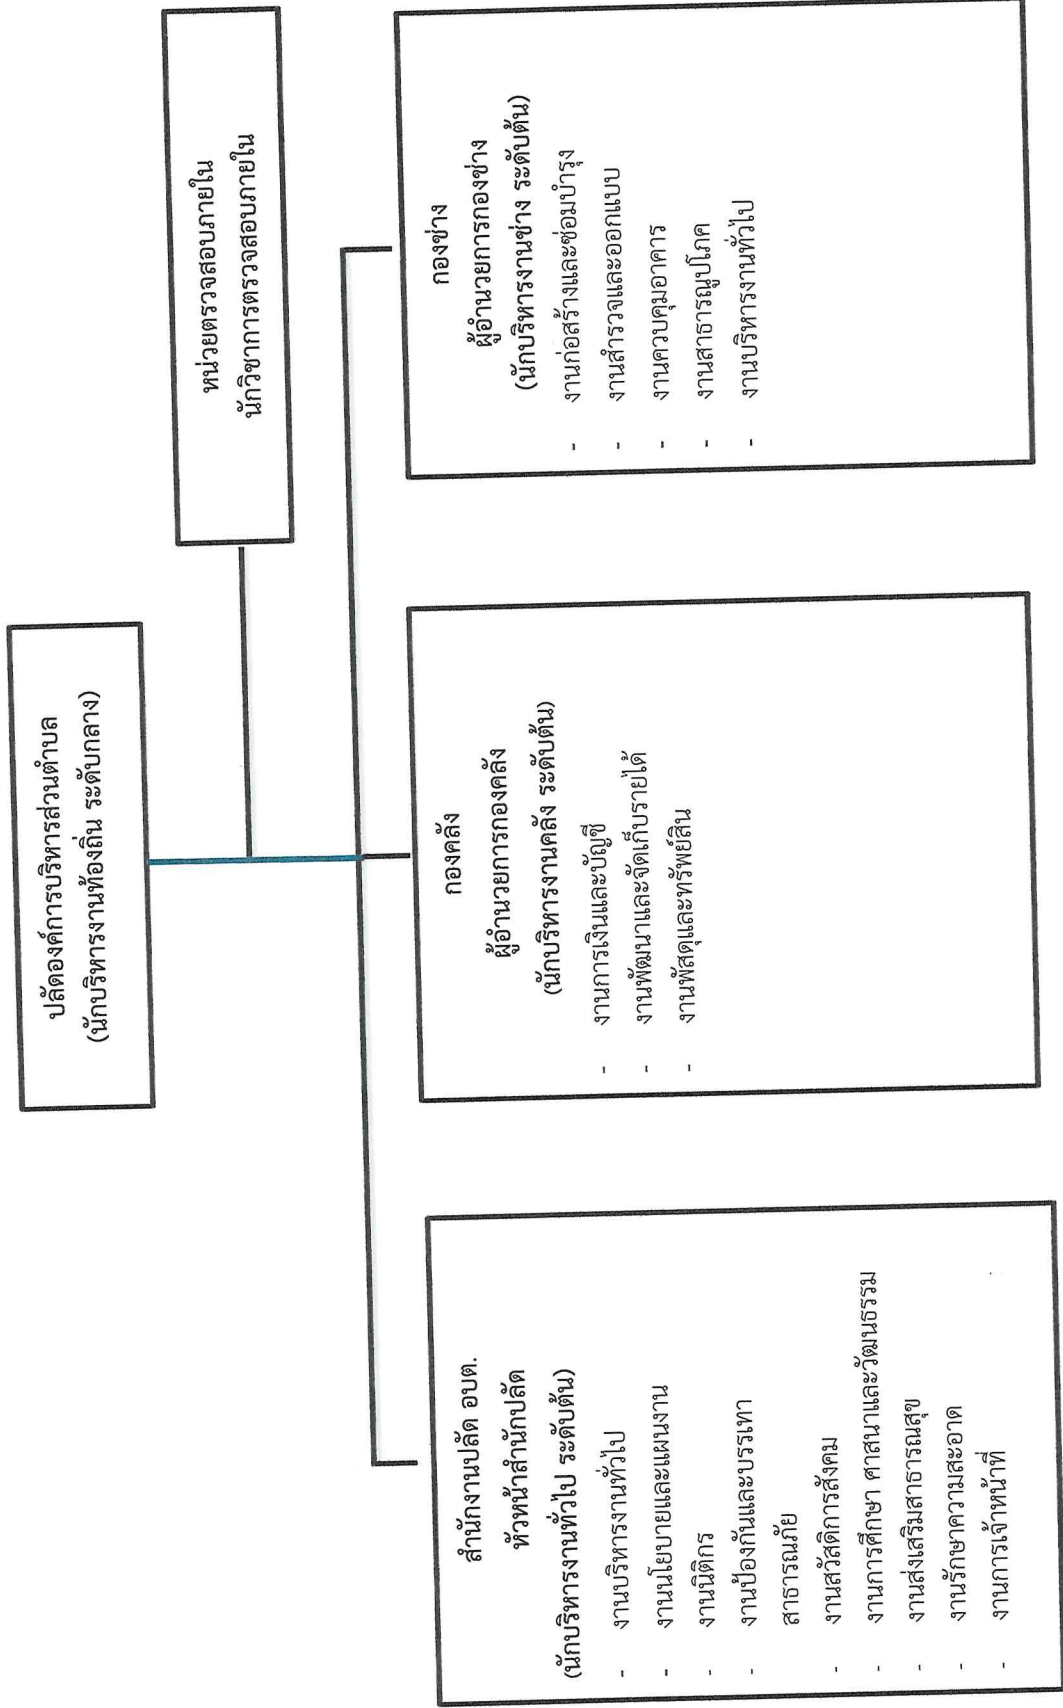 ปลัดองค์การบริหารส่วนตำบล
(นักบริหารงานท้องถิ่น ระดับกลาง)
หน่วยตรวจสอบภายใน
นักวิชาการตรวจสอบภายใน
สำนักงานปลัด อบต.
หัวหน้าสำนักปลัด
(นักบริหารงานทั่วไป ระดับต้น)
- งานบริหารงานทั่วไป
- งานนโยบายและแผนงาน
- งานนิติกร
- งานป้องกันและบรรเทา
สาธารณภัย
- งานสวัสดิการสังคม
- งานการศึกษา ศาสนาและวัฒนธรรม
- งานส่งเสริมสาธารณสุข
- งานรักษาความสะอาด
- งานการเจ้าหน้าที่
กองคลัง
ผู้อำนวยการกองคลัง
(นักบริหารงานคลัง ระดับต้น)
- งานการเงินและบัญชี
- งานพัฒนาและจัดเก็บรายได้
- งานพัสดุและทรัพย์สิน
กองช่าง
ผู้อำนวยการกองช่าง
(นักบริหารงานช่าง ระดับต้น)
- งานก่อสร้างและซ่อมบำรุง
- งานสำรวจและออกแบบ
- งานควบคุมอาคาร
- งานสาธารณูปโภค
- งานบริหารงานทั่วไป